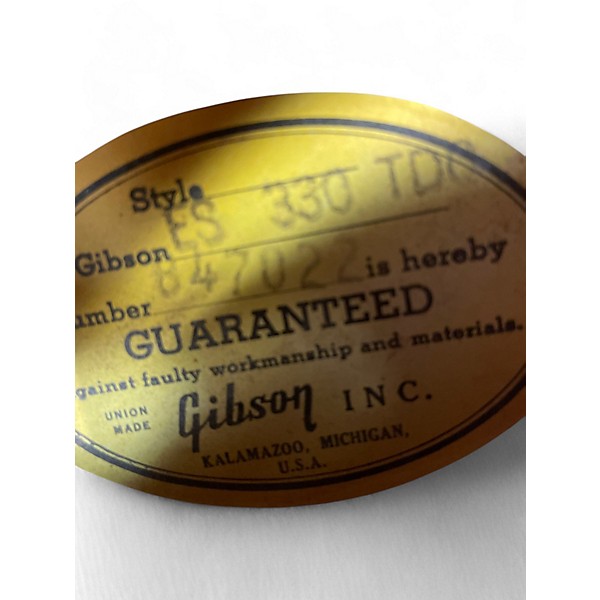 Style ES 330 TDC
Gibson
Number 847022 is hereby
GUARANTEED
against faulty workmanship and materials.
UNION
MADE
Gibson INC.
KALAMAZOO, MICHIGAN,
U.S.A.